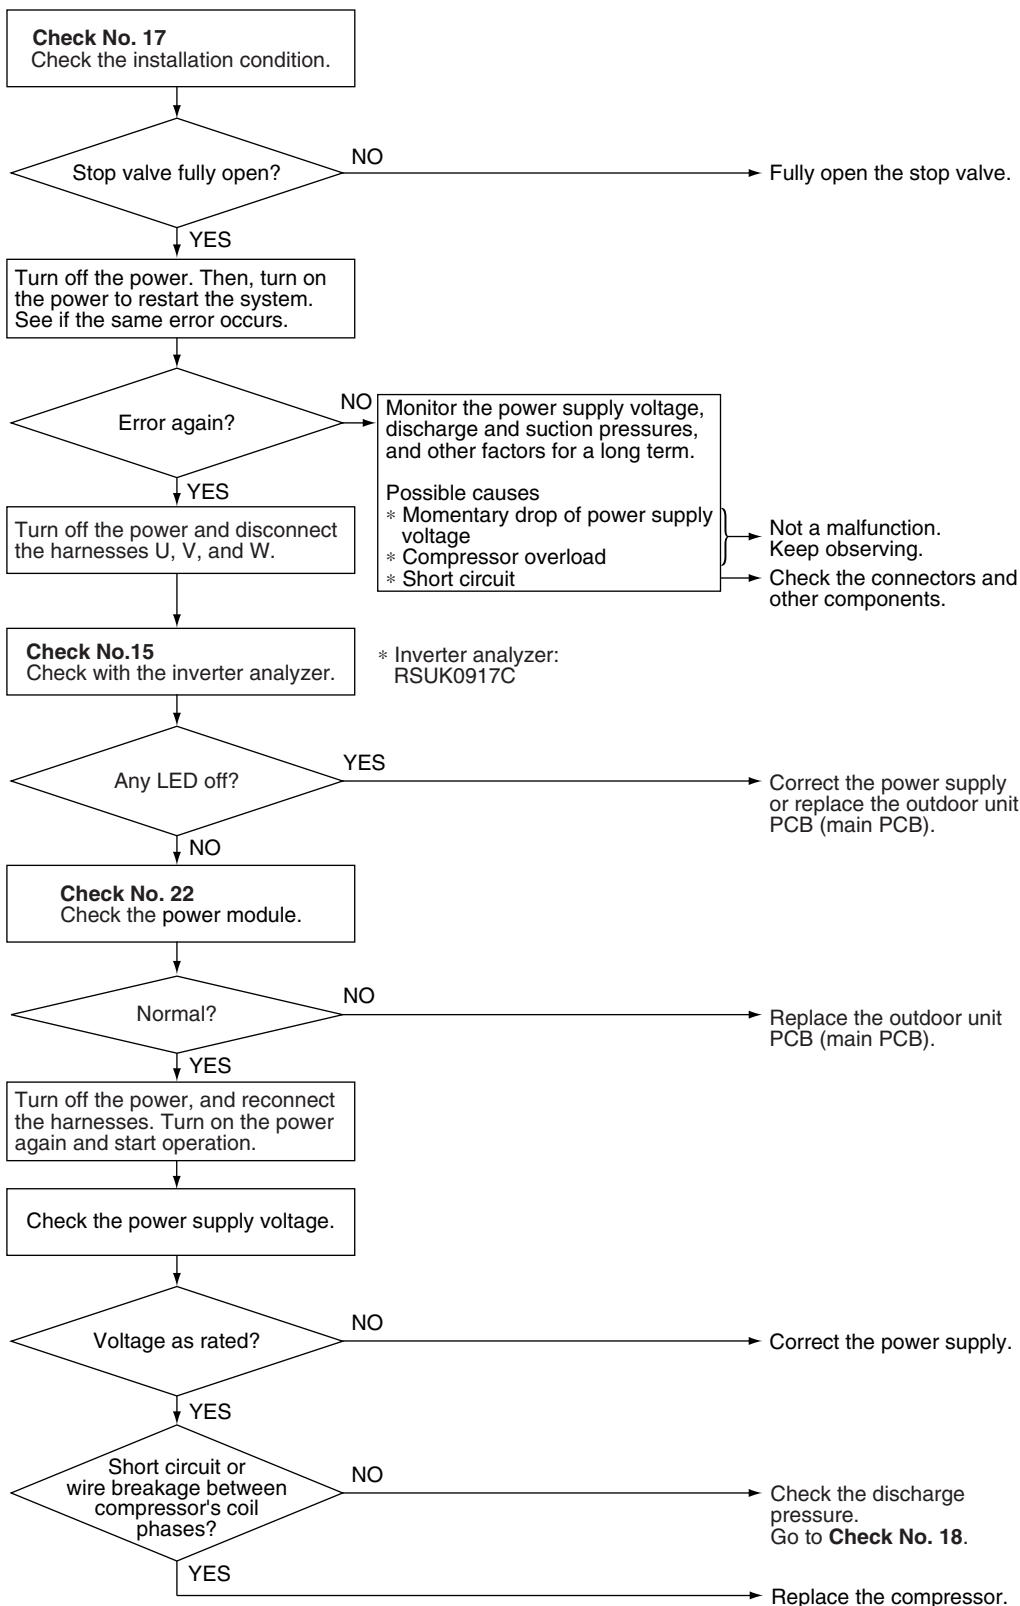 Check No. 17
Check the installation condition.
Stop valve fully open?
NO
Fully open the stop valve.
YES
Turn off the power. Then, turn on
the power to restart the system.
See if the same error occurs.
Error again?
NO
Monitor the power supply voltage,
discharge and suction pressures,
and other factors for a long term.
Possible causes
* Momentary drop of power supply
voltage
* Compressor overload
* Short circuit
Not a malfunction.
Keep observing.
Check the connectors and
other components.
YES
Turn off the power and disconnect
the harnesses U, V, and W.
Check No.15
Check with the inverter analyzer.
* Inverter analyzer:
RSUK0917C
Any LED off?
YES
Correct the power supply
or replace the outdoor unit
PCB (main PCB).
NO
Check No. 22
Check the power module.
Normal?
NO
Replace the outdoor unit
PCB (main PCB).
YES
Turn off the power, and reconnect
the harnesses. Turn on the power
again and start operation.
Check the power supply voltage.
Voltage as rated?
NO
Correct the power supply.
YES
Short circuit or
wire breakage between
compressor's coil
phases?
NO
Check the discharge
pressure.
Go to Check No. 18.
YES
Replace the compressor.